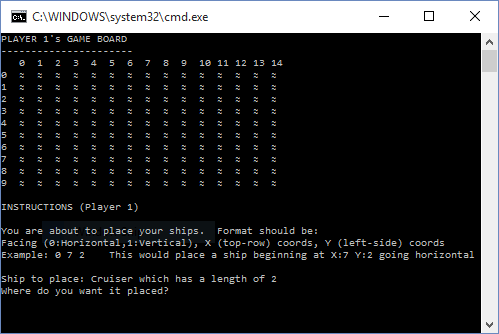 C:\WINDOWS\system32\cmd.exe
PLAYER 1's GAME BOARD
----------------------
0 1 2 3 4 5 6 7 8 9 10 11 12 13 14
0 ≈ ≈ ≈ ≈ ≈ ≈ ≈ ≈ ≈ ≈ ≈ ≈ ≈ ≈ ≈
1 ≈ ≈ ≈ ≈ ≈ ≈ ≈ ≈ ≈ ≈ ≈ ≈ ≈ ≈ ≈
2 ≈ ≈ ≈ ≈ ≈ ≈ ≈ ≈ ≈ ≈ ≈ ≈ ≈ ≈ ≈
3 ≈ ≈ ≈ ≈ ≈ ≈ ≈ ≈ ≈ ≈ ≈ ≈ ≈ ≈ ≈
4 ≈ ≈ ≈ ≈ ≈ ≈ ≈ ≈ ≈ ≈ ≈ ≈ ≈ ≈ ≈
5 ≈ ≈ ≈ ≈ ≈ ≈ ≈ ≈ ≈ ≈ ≈ ≈ ≈ ≈ ≈
6 ≈ ≈ ≈ ≈ ≈ ≈ ≈ ≈ ≈ ≈ ≈ ≈ ≈ ≈ ≈
7 ≈ ≈ ≈ ≈ ≈ ≈ ≈ ≈ ≈ ≈ ≈ ≈ ≈ ≈ ≈
8 ≈ ≈ ≈ ≈ ≈ ≈ ≈ ≈ ≈ ≈ ≈ ≈ ≈ ≈ ≈
9 ≈ ≈ ≈ ≈ ≈ ≈ ≈ ≈ ≈ ≈ ≈ ≈ ≈ ≈ ≈
INSTRUCTIONS (Player 1)
You are about to place your ships.  Format should be:
Facing (0:Horizontal,1:Vertical), X (top-row) coords, Y (left-side) coords
Example: 0 7 2    This would place a ship beginning at X:7 Y:2 going horizontal
Ship to place: Cruiser which has a length of 2
Where do you want it placed?